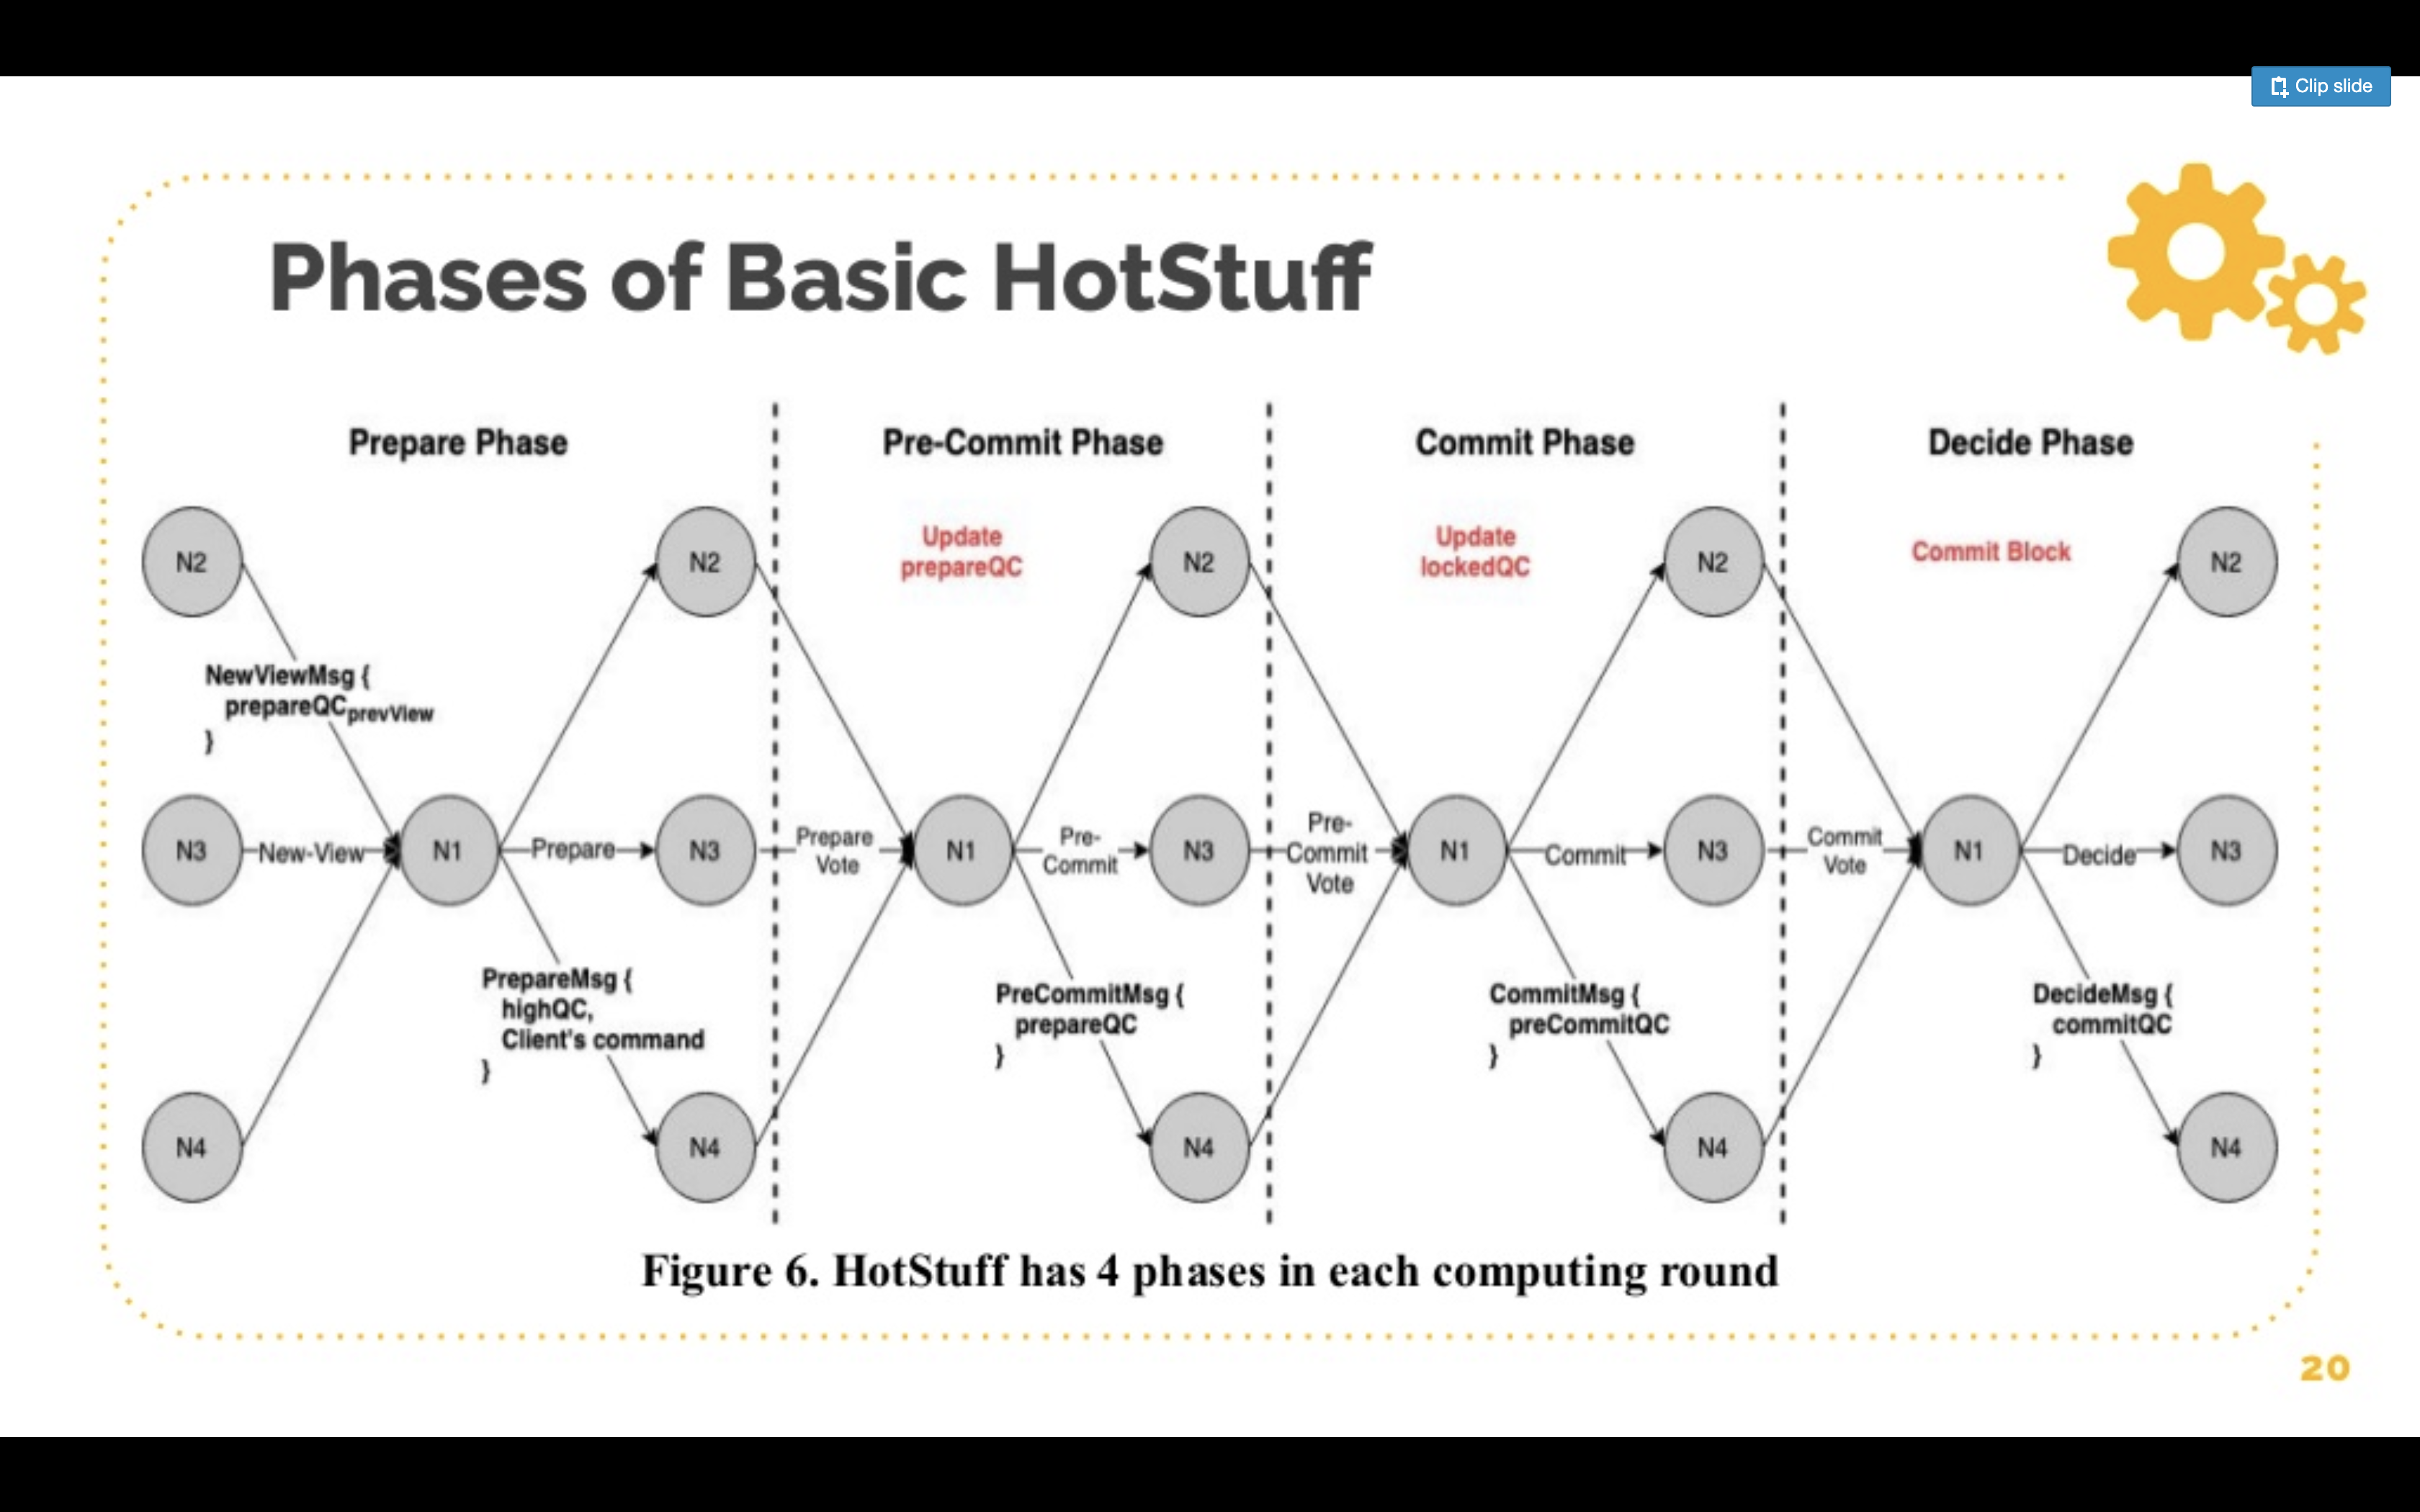 Clip slide
Phases of Basic HotStuff
Prepare Phase
Pre-Commit Phase
Commit Phase
Decide Phase
Update
prepareQC
Update
lockedQC
Commit Block
N2
N2
N2
N2
N2
NewViewMsg {
prepareQCprevView
}
N3
New-View
N1
Prepare
N3
Prepare
Vote
N1
Pre-
Commit
N3
Pre-
Commit
Vote
N1
Commit
N3
Commit
Vote
N1
Decide
N3
PrepareMsg {
highQC,
Client's command
}
PreCommitMsg {
prepareQC
}
CommitMsg {
preCommitQC
}
DecideMsg {
commitQC
}
N4
N4
N4
N4
N4
Figure 6. HotStuff has 4 phases in each computing round
20